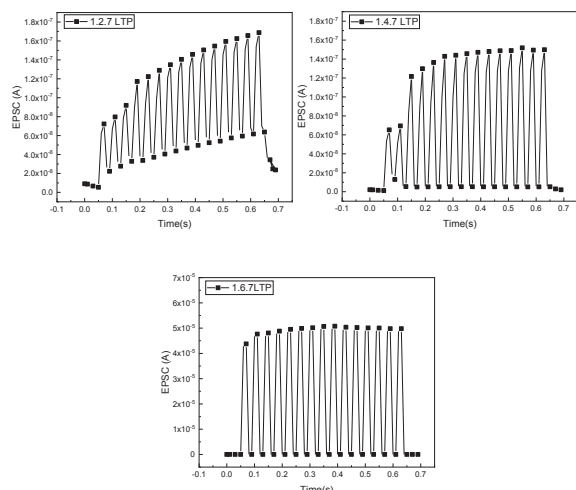 1.2.7 LTP
1.8x10-7
1.6x10-7
1.4x10-7
1.2x10-7
1.0x10-7
8.0x10-8
6.0x10-8
4.0x10-8
2.0x10-8
0.0
EPSC (A)
-0.1 0.0 0.1 0.2 0.3 0.4 0.5 0.6 0.7
Time(s)
1.4.7 LTP
1.8x10-7
1.6x10-7
1.4x10-7
1.2x10-7
1.0x10-7
8.0x10-8
6.0x10-8
4.0x10-8
2.0x10-8
0.0
EPSC (A)
-0.1 0.0 0.1 0.2 0.3 0.4 0.5 0.6 0.7
Time(s)
1.6.7LTP
7x10-5
6x10-5
5x10-5
4x10-5
3x10-5
2x10-5
1x10-5
0
EPSC (A)
-0.1 0.0 0.1 0.2 0.3 0.4 0.5 0.6 0.7
Time(s)